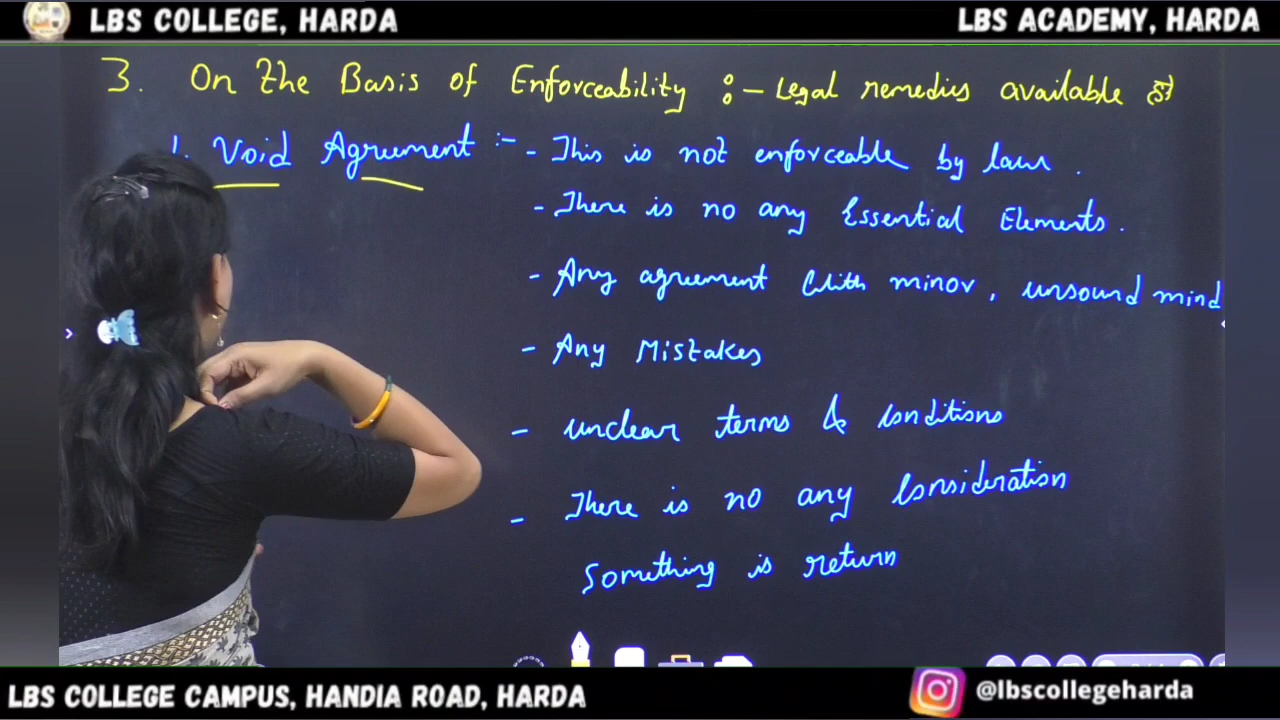 LBS COLLEGE, HARDA
LBS ACADEMY, HARDA
3. On The Basis of Enforceability :- Legal remedies available है
1. Void Agreement :- - This is not enforceable by law.
- There is no any Essential Elements.
- Any agreement With minor, unsound mind
- Any Mistakes
- unclear terms & Conditions
- There is no any Consideration
Something is return
LBS COLLEGE CAMPUS, HANDIA ROAD, HARDA
@lbscollegeharda